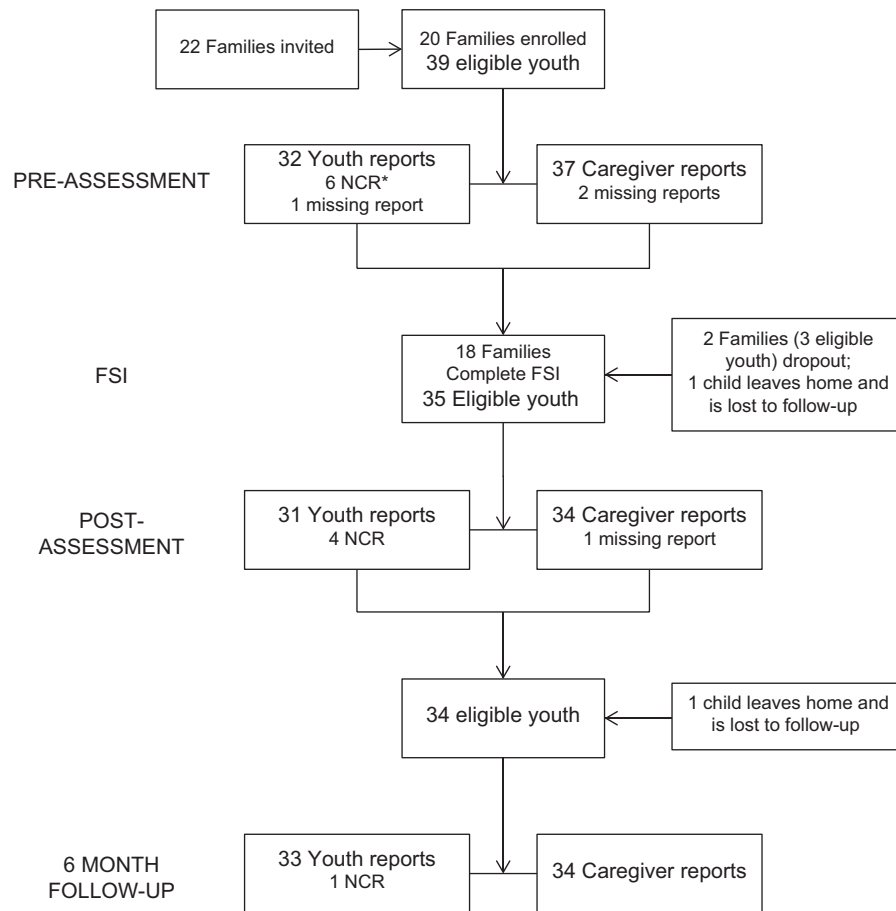 22 Families invited
20 Families enrolled
39 eligible youth
PRE-ASSESSMENT
32 Youth reports
6 NCR*
1 missing report
37 Caregiver reports
2 missing reports
FSI
18 Families
Complete FSI
35 Eligible youth
2 Families (3 eligible
youth) dropout;
1 child leaves home and
is lost to follow-up
POST-
ASSESSMENT
31 Youth reports
4 NCR
34 Caregiver reports
1 missing report
34 eligible youth
1 child leaves home and
is lost to follow-up
6 MONTH
FOLLOW-UP
33 Youth reports
1 NCR
34 Caregiver reports